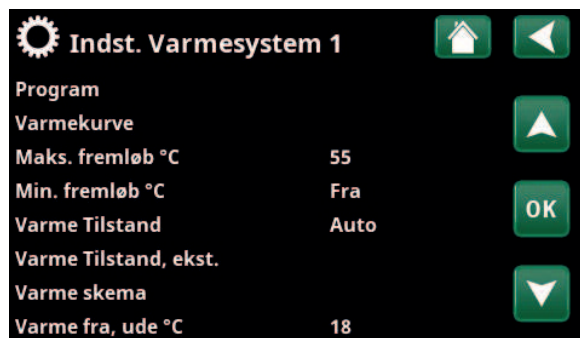 Indst. Varmesystem 1
Program
Varmekurve
Maks. fremløb °C 55
Min. fremløb °C Fra
Varme Tilstand Auto
OK
Varme Tilstand, ekst.
Varme skema
Varme fra, ude °C 18